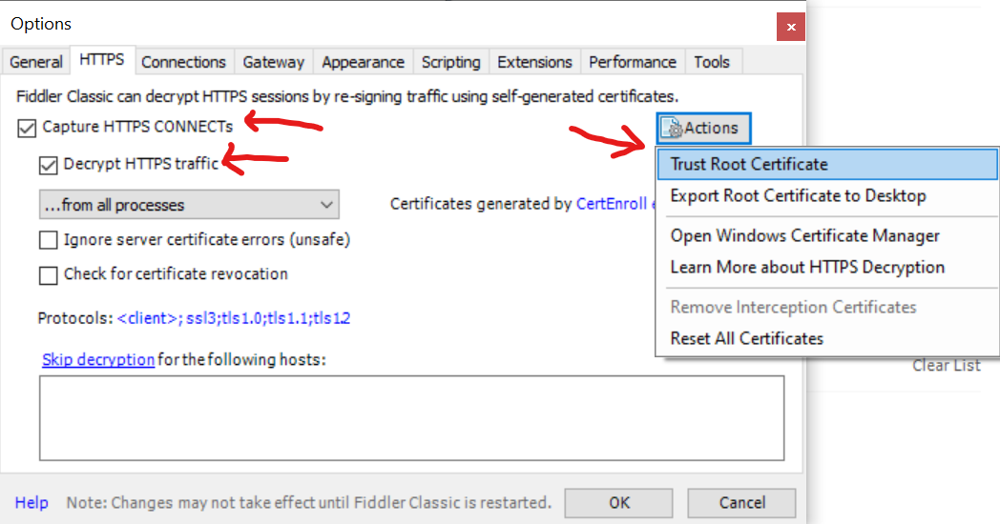 Options
General HTTPS Connections Gateway Appearance Scripting Extensions Performance Tools
Fiddler Classic can decrypt HTTPS sessions by re-signing traffic using self-generated certificates.
Capture HTTPS CONNECTs
Actions
Decrypt HTTPS traffic
Trust Root Certificate
...from all processes
Certificates generated by CertEnroll
Export Root Certificate to Desktop
Ignore server certificate errors (unsafe)
Open Windows Certificate Manager
Check for certificate revocation
Learn More about HTTPS Decryption
Protocols: <client>; ssl3;tls1.0;tls1.1;tls1.2
Remove Interception Certificates
Reset All Certificates
Skip decryption for the following hosts:
Clear List
Help Note: Changes may not take effect until Fiddler Classic is restarted. OK Cancel